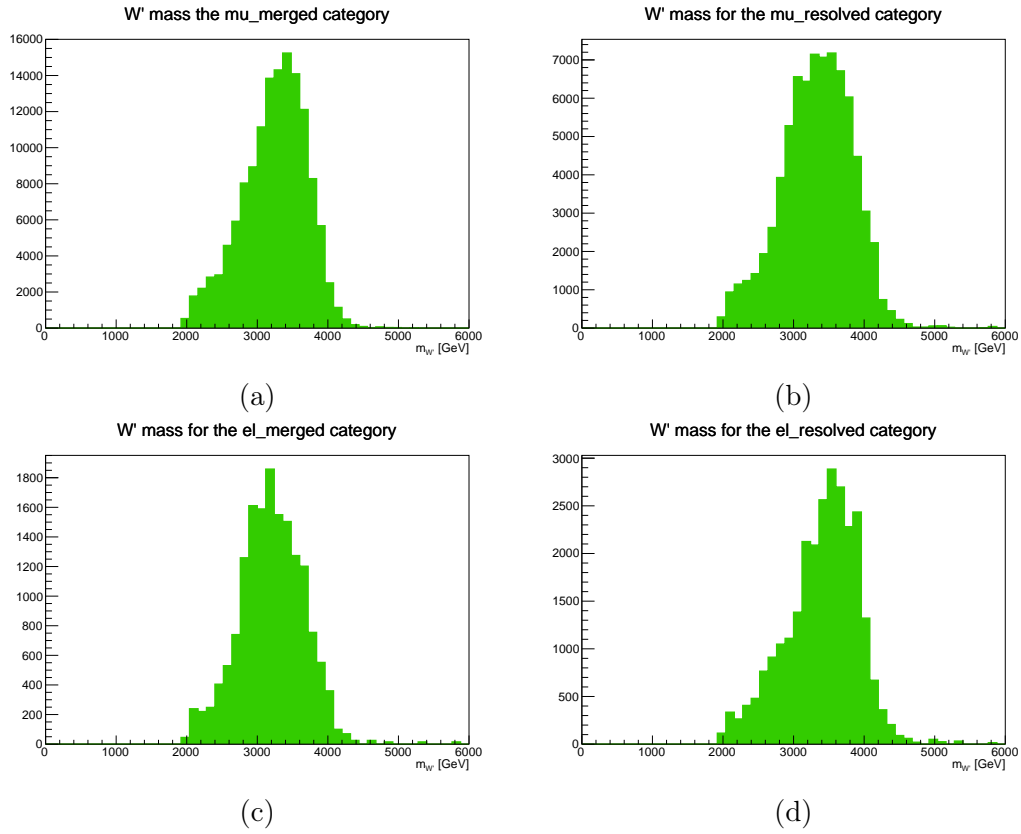 W' mass the mu_merged category
16000
14000
12000
10000
8000
6000
4000
2000
0
0 1000 2000 3000 4000 5000 6000
m_W' [GeV]
(a)
W' mass for the mu_resolved category
7000
6000
5000
4000
3000
2000
1000
0
0 1000 2000 3000 4000 5000 6000
m_W' [GeV]
(b)
W' mass for the el_merged category
1800
1600
1400
1200
1000
800
600
400
200
0
0 1000 2000 3000 4000 5000 6000
m_W' [GeV]
(c)
W' mass for the el_resolved category
3000
2500
2000
1500
1000
500
0
0 1000 2000 3000 4000 5000 6000
m_W' [GeV]
(d)